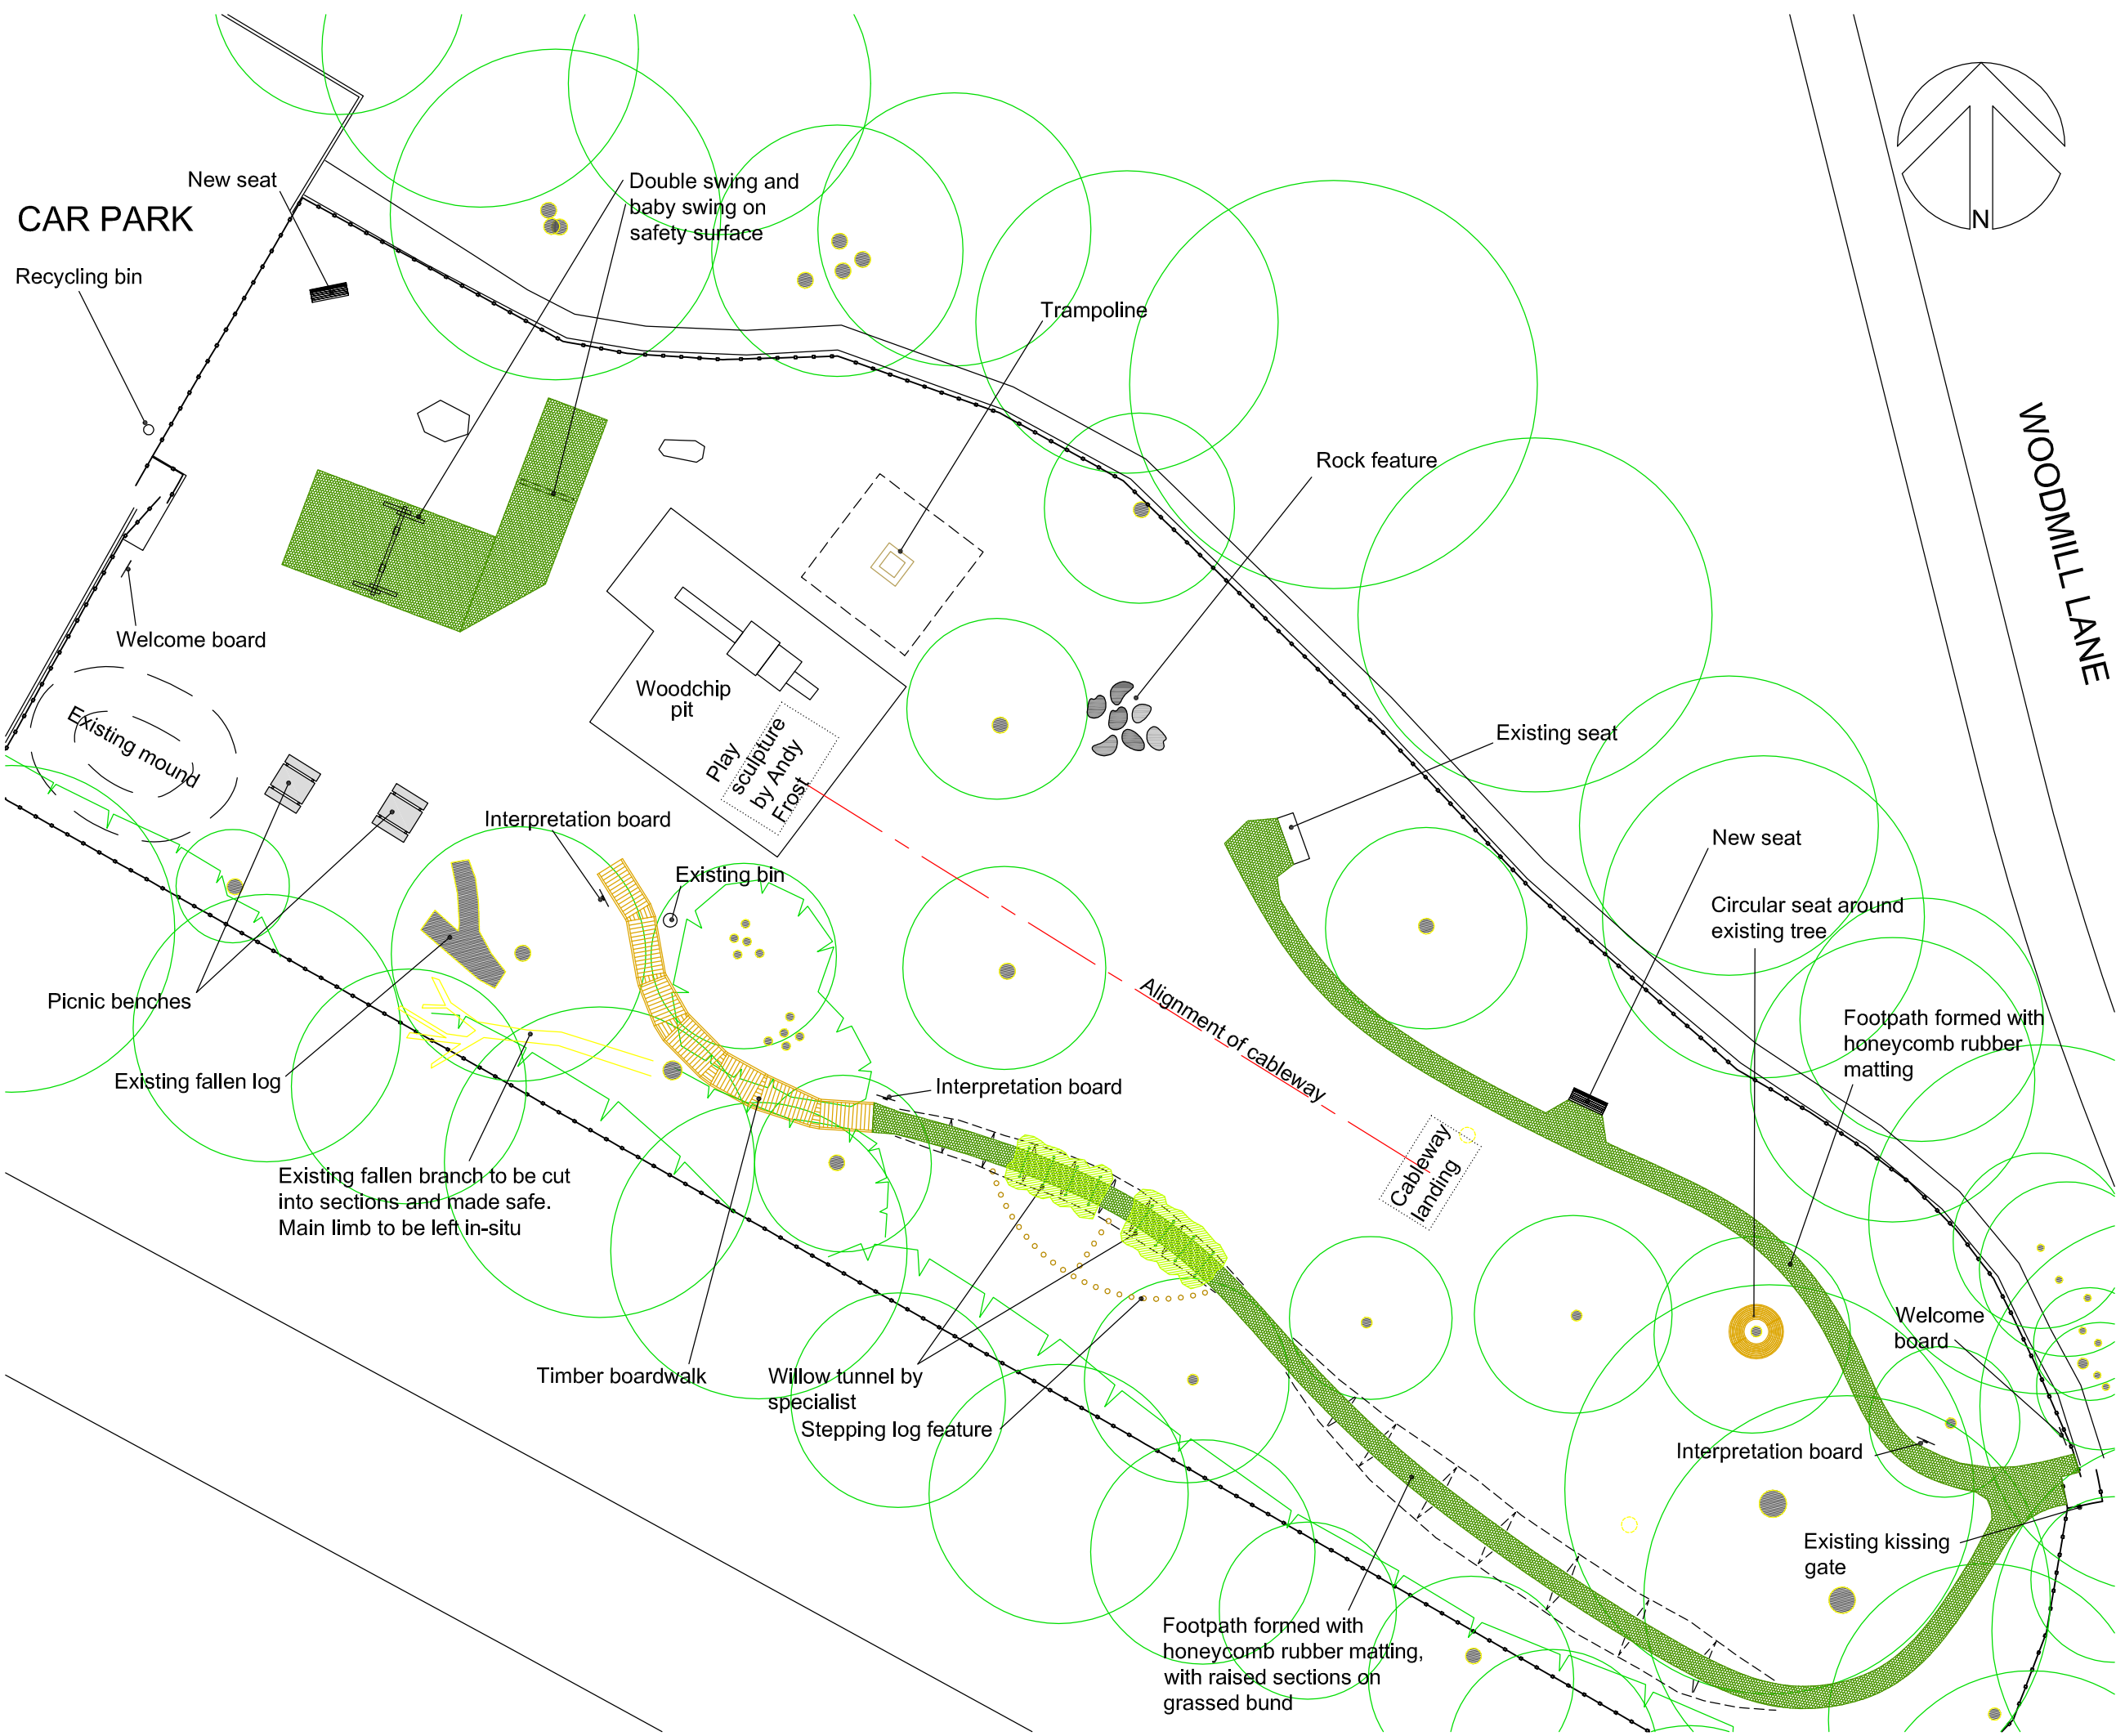 New seat
CAR PARK
Recycling bin
Double swing and
baby swing on
safety surface
N
Trampoline
Rock feature
WOODMILL LANE
Welcome board
Existing mound
Woodchip
pit
Play
sculpture
by Andy
Frost
Existing seat
Interpretation board
Existing bin
New seat
Circular seat around
existing tree
Picnic benches
Alignment of cableway
Footpath formed with
honeycomb rubber
matting
Existing fallen log
Interpretation board
Cableway
landing
Existing fallen branch to be cut
into sections and made safe.
Main limb to be left in-situ
Welcome
board
Timber boardwalk
Willow tunnel by
specialist
Stepping log feature
Interpretation board
Existing kissing
gate
Footpath formed with
honeycomb rubber matting,
with raised sections on
grassed bund